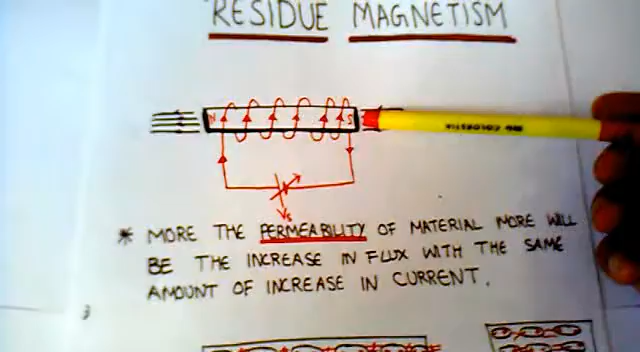 RESIDUE MAGNETISM
N S
Vs
* MORE THE PERMEABILITY OF MATERIAL MORE WILL
BE THE INCREASE IN FLUX WITH THE SAME
AMOUNT OF INCREASE IN CURRENT.